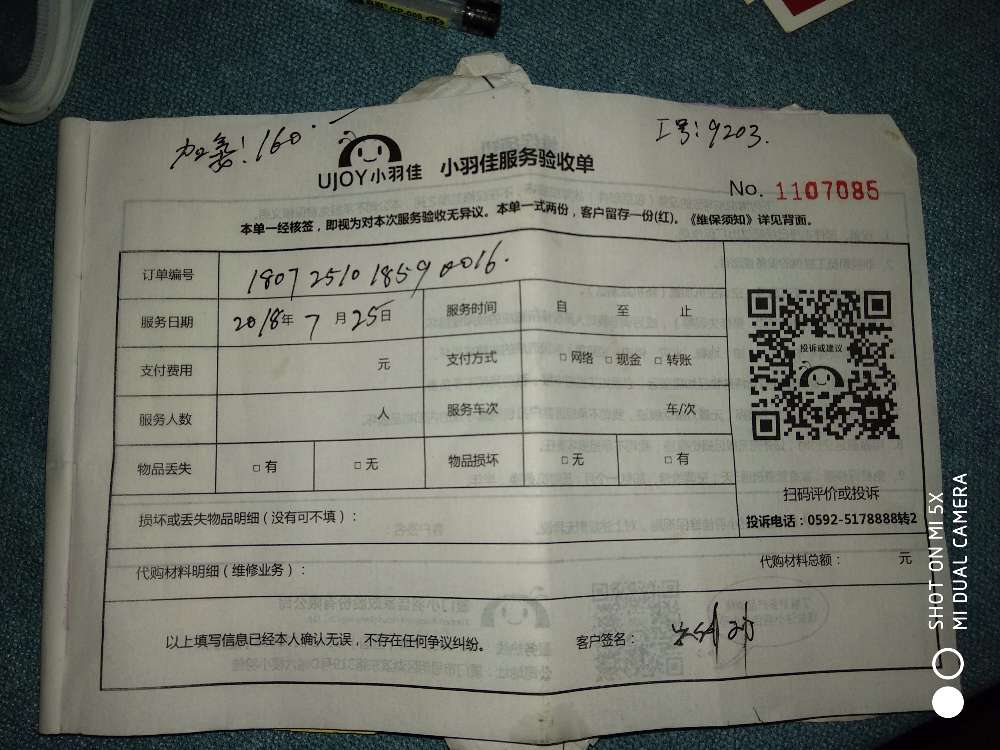 加氟：160.
工号：9203.
UJOY小羽佳 小羽佳服务验收单
No. 1107085
本单一经核签，即视为对本次服务验收无异议。本单一式两份，客户留存一份(红)。《维保须知》详见背面。
订单编号 18072510185900016.
服务日期 2018年 7月25日 服务时间 自 至 止
支付费用 元 支付方式 □网络 □现金 □转账
服务人数 人 服务车次 车/次
物品丢失 □有 □无 物品损坏 □无 □有
投诉或建议
扫码评价或投诉
投诉电话：0592-5178888转2
损坏或丢失物品明细（没有可不填）：
代购材料明细（维修业务）： 代购材料总额： 元
以上填写信息已经本人确认无误，不存在任何争议纠纷。 客户签名：
SHOT ON MI 5X
MI DUAL CAMERA